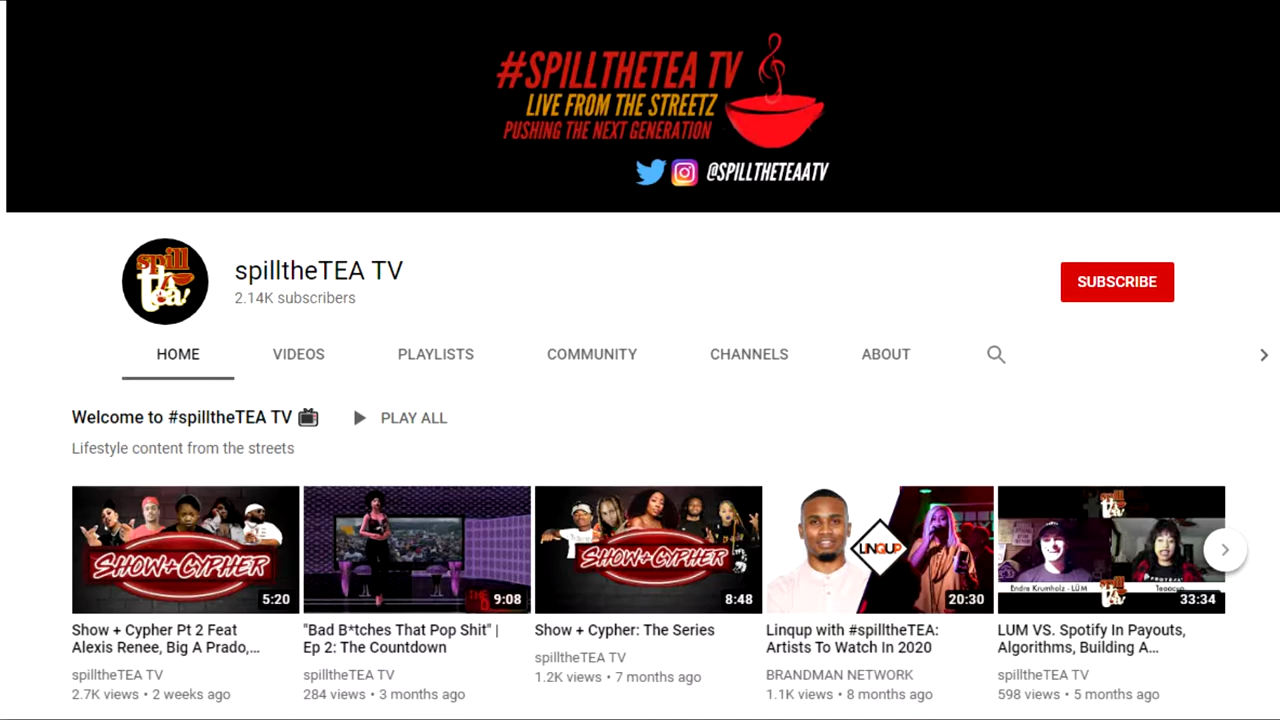 #SPILLTHETEA TV
LIVE FROM THE STREETZ
PUSHING THE NEXT GENERATION
@SPILLTHETEAATV
spill
the
tea!
spilltheTEA TV
2.14K subscribers
SUBSCRIBE
HOME VIDEOS PLAYLISTS COMMUNITY CHANNELS ABOUT
Welcome to #spilltheTEA TV PLAY ALL
Lifestyle content from the streets
SHOW+CYPHER
5:20
9:08
SHOW+CYPHER
8:48
LINQUP
20:30
Endre Krumholz - LÜM
33:34
Show + Cypher Pt 2 Feat
Alexis Renee, Big A Prado,...
spilltheTEA TV
2.7K views • 2 weeks ago
"Bad B*tches That Pop Shit" |
Ep 2: The Countdown
spilltheTEA TV
284 views • 3 months ago
Show + Cypher: The Series
spilltheTEA TV
1.2K views • 7 months ago
Linqup with #spilltheTEA:
Artists To Watch In 2020
BRANDMAN NETWORK
1.1K views • 8 months ago
LUM VS. Spotify In Payouts,
Algorithms, Building A...
spilltheTEA TV
598 views • 5 months ago